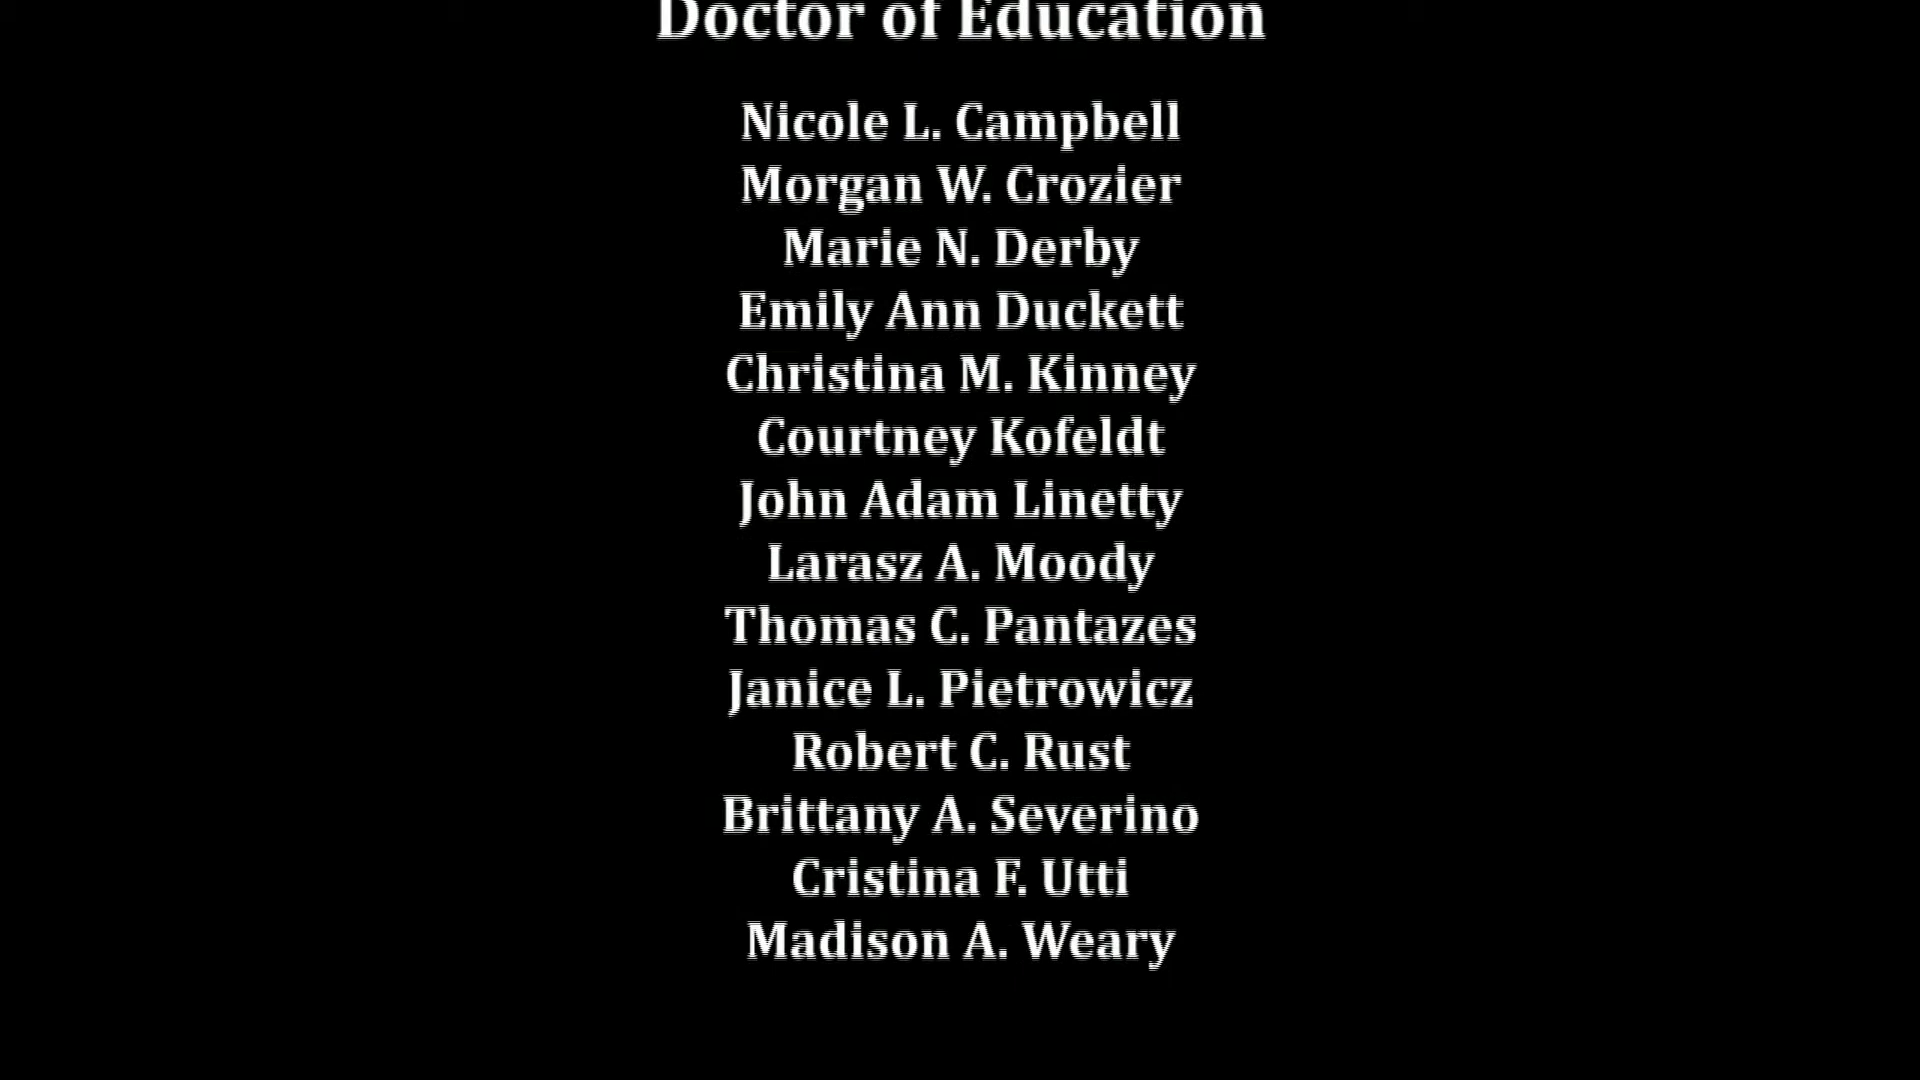 Doctor of Education
Nicole L. Campbell
Morgan W. Crozier
Marie N. Derby
Emily Ann Duckett
Christina M. Kinney
Courtney Kofeldt
John Adam Linetty
Larasz A. Moody
Thomas C. Pantazes
Janice L. Pietrowicz
Robert C. Rust
Brittany A. Severino
Cristina F. Utti
Madison A. Weary